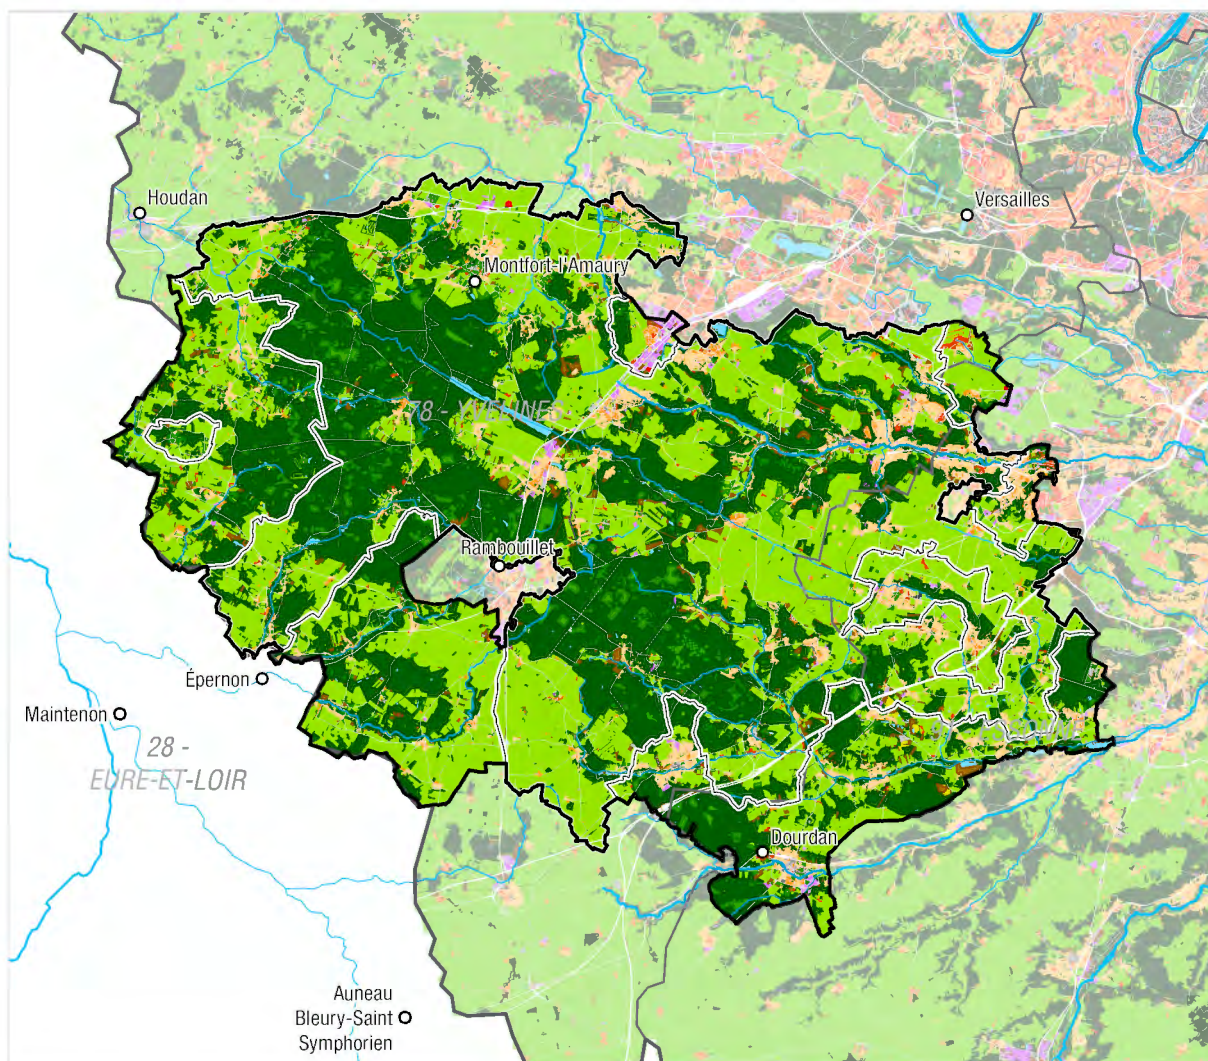 Houdan
Versailles
Montfort-l'Amaury
78 - YVELINES
Rambouillet
Épernon
Maintenon
28 -
EURE-ET-LOIR
Dourdan
Auneau
Bleury-Saint
Symphorien